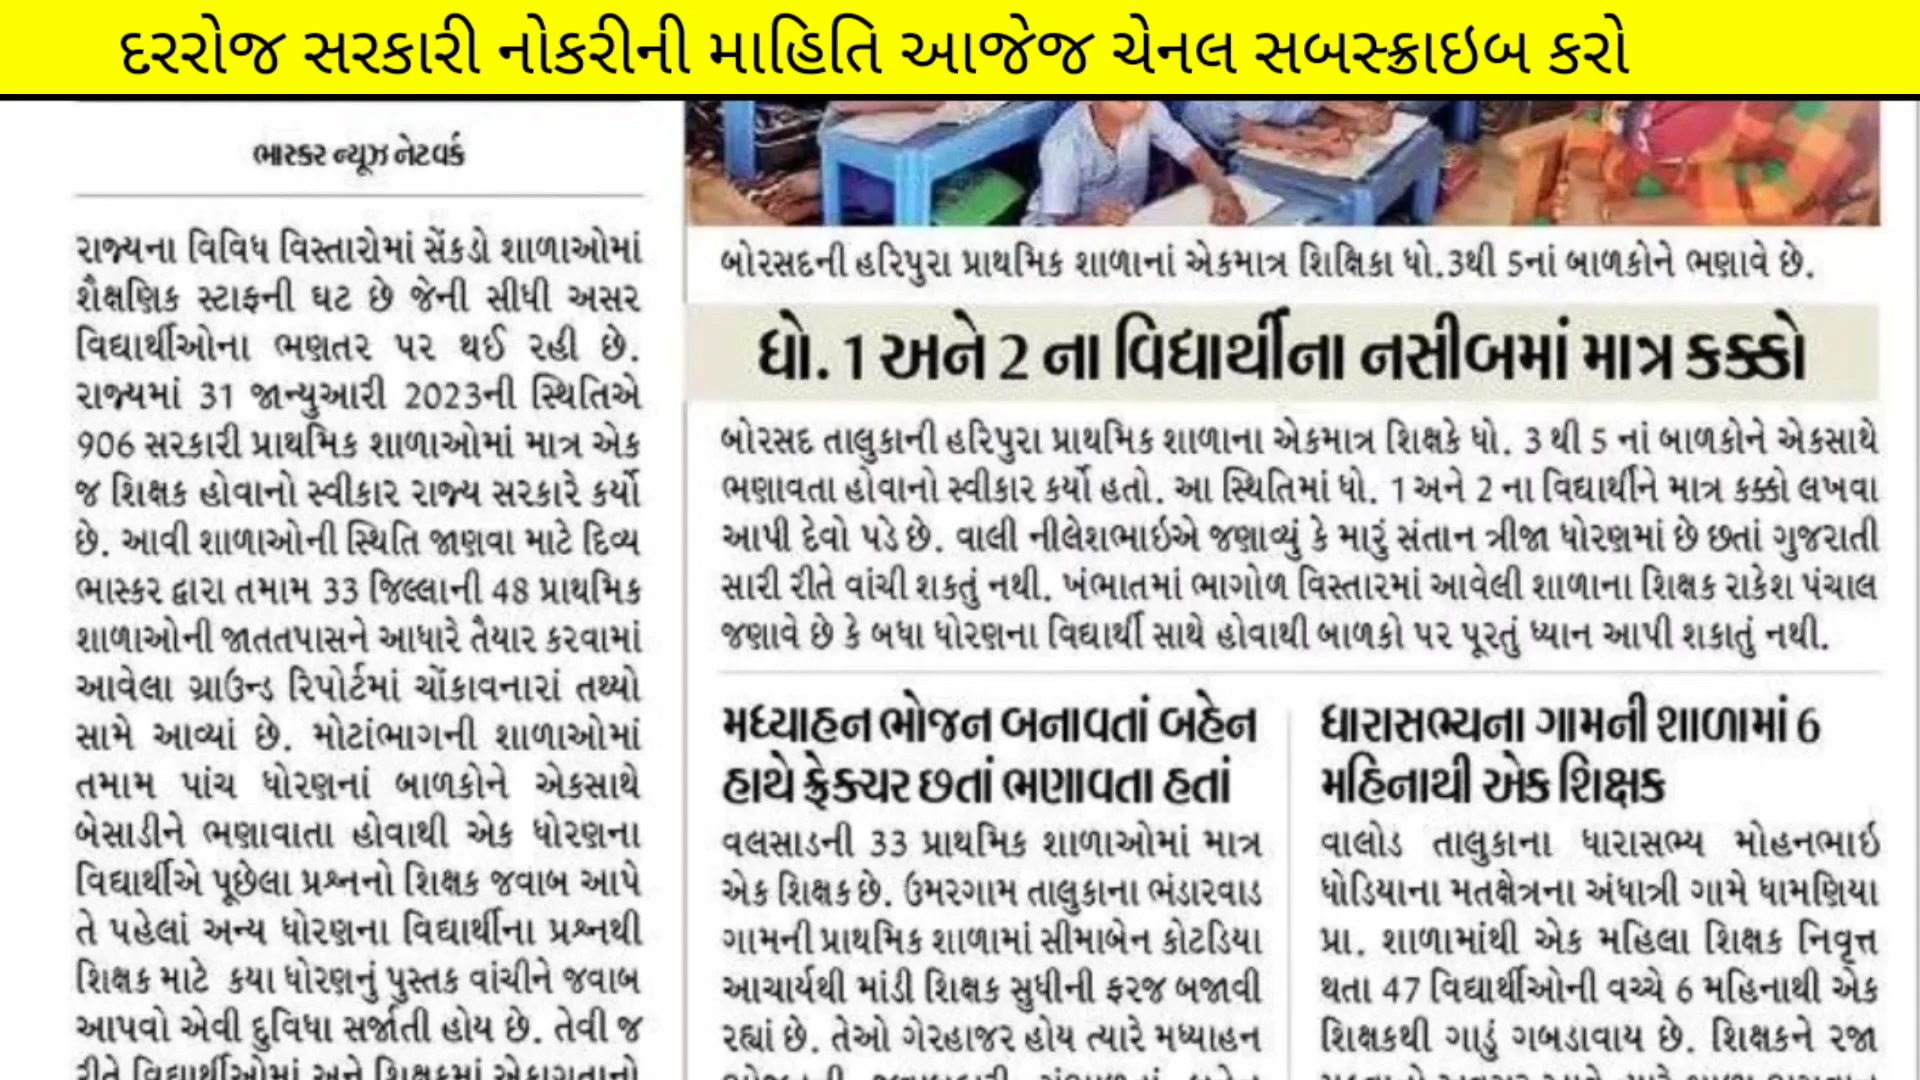 દરરોજ સરકારી નોકરીની માહિતિ આજેજ ચેનલ સબસ્ક્રાઇબ કરો
ભાસ્કર ન્યૂઝ નેટવર્ક
રાજ્યના વિવિધ વિસ્તારોમાં સેંકડો શાળાઓમાં
શૈક્ષણિક સ્ટાફની ઘટ છે જેની સીધી અસર
વિદ્યાર્થીઓના ભણતર પર થઈ રહી છે.
રાજ્યમાં 31 જાન્યુઆરી 2023ની સ્થિતિએ
906 સરકારી પ્રાથમિક શાળાઓમાં માત્ર એક
જ શિક્ષક હોવાનો સ્વીકાર રાજ્ય સરકારે કર્યો
છે. આવી શાળાઓની સ્થિતિ જાણવા માટે દિવ્ય
ભાસ્કર દ્વારા તમામ 33 જિલ્લાની 48 પ્રાથમિક
શાળાઓની જાતતપાસને આધારે તૈયાર કરવામાં
આવેલા ગ્રાઉન્ડ રિપોર્ટમાં ચોંકાવનારાં તથ્યો
સામે આવ્યાં છે. મોટાંભાગની શાળાઓમાં
તમામ પાંચ ધોરણનાં બાળકોને એકસાથે
બેસાડીને ભણાવાતા હોવાથી એક ધોરણના
વિદ્યાર્થીએ પૂછેલા પ્રશ્નનો શિક્ષક જવાબ આપે
તે પહેલાં અન્ય ધોરણના વિદ્યાર્થીના પ્રશ્નથી
શિક્ષક માટે કયા ધોરણનું પુસ્તક વાંચીને જવાબ
આપવો એવી દુવિધા સર્જાતી હોય છે. તેવી જ
રીતે વિદ્યાર્થીઓમાં અને શિક્ષકમાં એકાગ્રતાનો
બોરસદની હરિપુરા પ્રાથમિક શાળાનાં એકમાત્ર શિક્ષિકા ધો.3થી 5નાં બાળકોને ભણાવે છે.
ધો. 1 અને 2 ના વિદ્યાર્થીના નસીબમાં માત્ર કક્કો
બોરસદ તાલુકાની હરિપુરા પ્રાથમિક શાળાના એકમાત્ર શિક્ષકે ધો. 3 થી 5 નાં બાળકોને એકસાથે
ભણાવતા હોવાનો સ્વીકાર કર્યો હતો. આ સ્થિતિમાં ધો. 1 અને 2 ના વિદ્યાર્થીને માત્ર કક્કો લખવા
આપી દેવો પડે છે. વાલી નીલેશભાઇએ જણાવ્યું કે મારું સંતાન ત્રીજા ધોરણમાં છે છતાં ગુજરાતી
સારી રીતે વાંચી શકતું નથી. ખંભાતમાં ભાગોળ વિસ્તારમાં આવેલી શાળાના શિક્ષક રાકેશ પંચાલ
જણાવે છે કે બધા ધોરણના વિદ્યાર્થી સાથે હોવાથી બાળકો પર પૂરતું ધ્યાન આપી શકાતું નથી.
મધ્યાહન ભોજન બનાવતાં બહેન
હાથે ફ્રેક્ચર છતાં ભણાવતા હતાં
વલસાડની 33 પ્રાથમિક શાળાઓમાં માત્ર
એક શિક્ષક છે. ઉમરગામ તાલુકાના ભંડારવાડ
ગામની પ્રાથમિક શાળામાં સીમાબેન કોટડિયા
આચાર્યથી માંડી શિક્ષક સુધીની ફરજ બજાવી
રહ્યાં છે. તેઓ ગેરહાજર હોય ત્યારે મધ્યાહન
ધારાસભ્યના ગામની શાળામાં 6
મહિનાથી એક શિક્ષક
વાલોડ તાલુકાના ધારાસભ્ય મોહનભાઇ
ધોડિયાના મતક્ષેત્રના અંધાત્રી ગામે ધામણિયા
પ્રા. શાળામાંથી એક મહિલા શિક્ષક નિવૃત્ત
થતા 47 વિદ્યાર્થીઓની વચ્ચે 6 મહિનાથી એક
શિક્ષકથી ગાડું ગબડાવાય છે. શિક્ષકને રજા